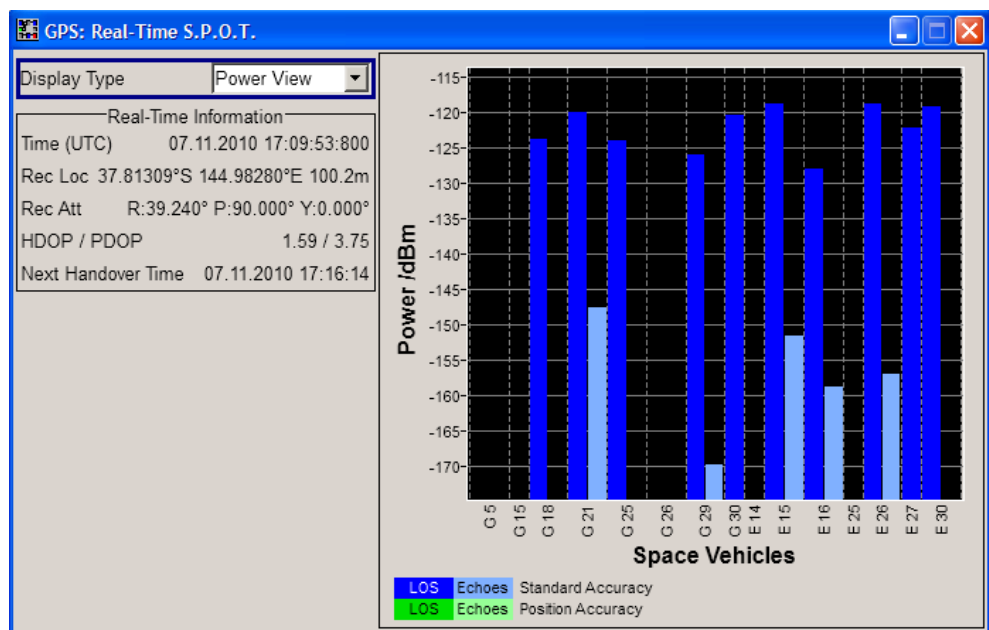 GPS: Real-Time S.P.O.T.
Display Type Power View
Real-Time Information
Time (UTC) 07.11.2010 17:09:53:800
Rec Loc 37.81309°S 144.98280°E 100.2m
Rec Att R:39.240° P:90.000° Y:0.000°
HDOP / PDOP 1.59 / 3.75
Next Handover Time 07.11.2010 17:16:14
Power /dBm
-115
-120
-125
-130
-135
-140
-145
-150
-155
-160
-165
-170
G 5
G 15
G 18
G 21
G 25
G 26
G 29
G 30
E 14
E 15
E 16
E 25
E 26
E 27
E 30
Space Vehicles
LOS Echoes Standard Accuracy
LOS Echoes Position Accuracy